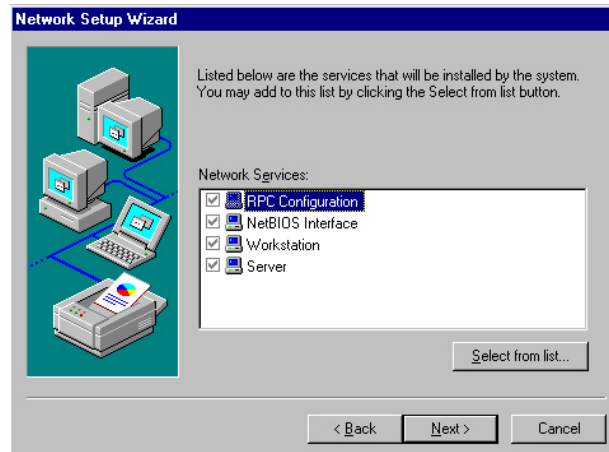 Network Setup Wizard
Listed below are the services that will be installed by the system.
You may add to this list by clicking the Select from list button.
Network Services:
RPC Configuration
NetBIOS Interface
Workstation
Server
Select from list...
< Back
Next >
Cancel